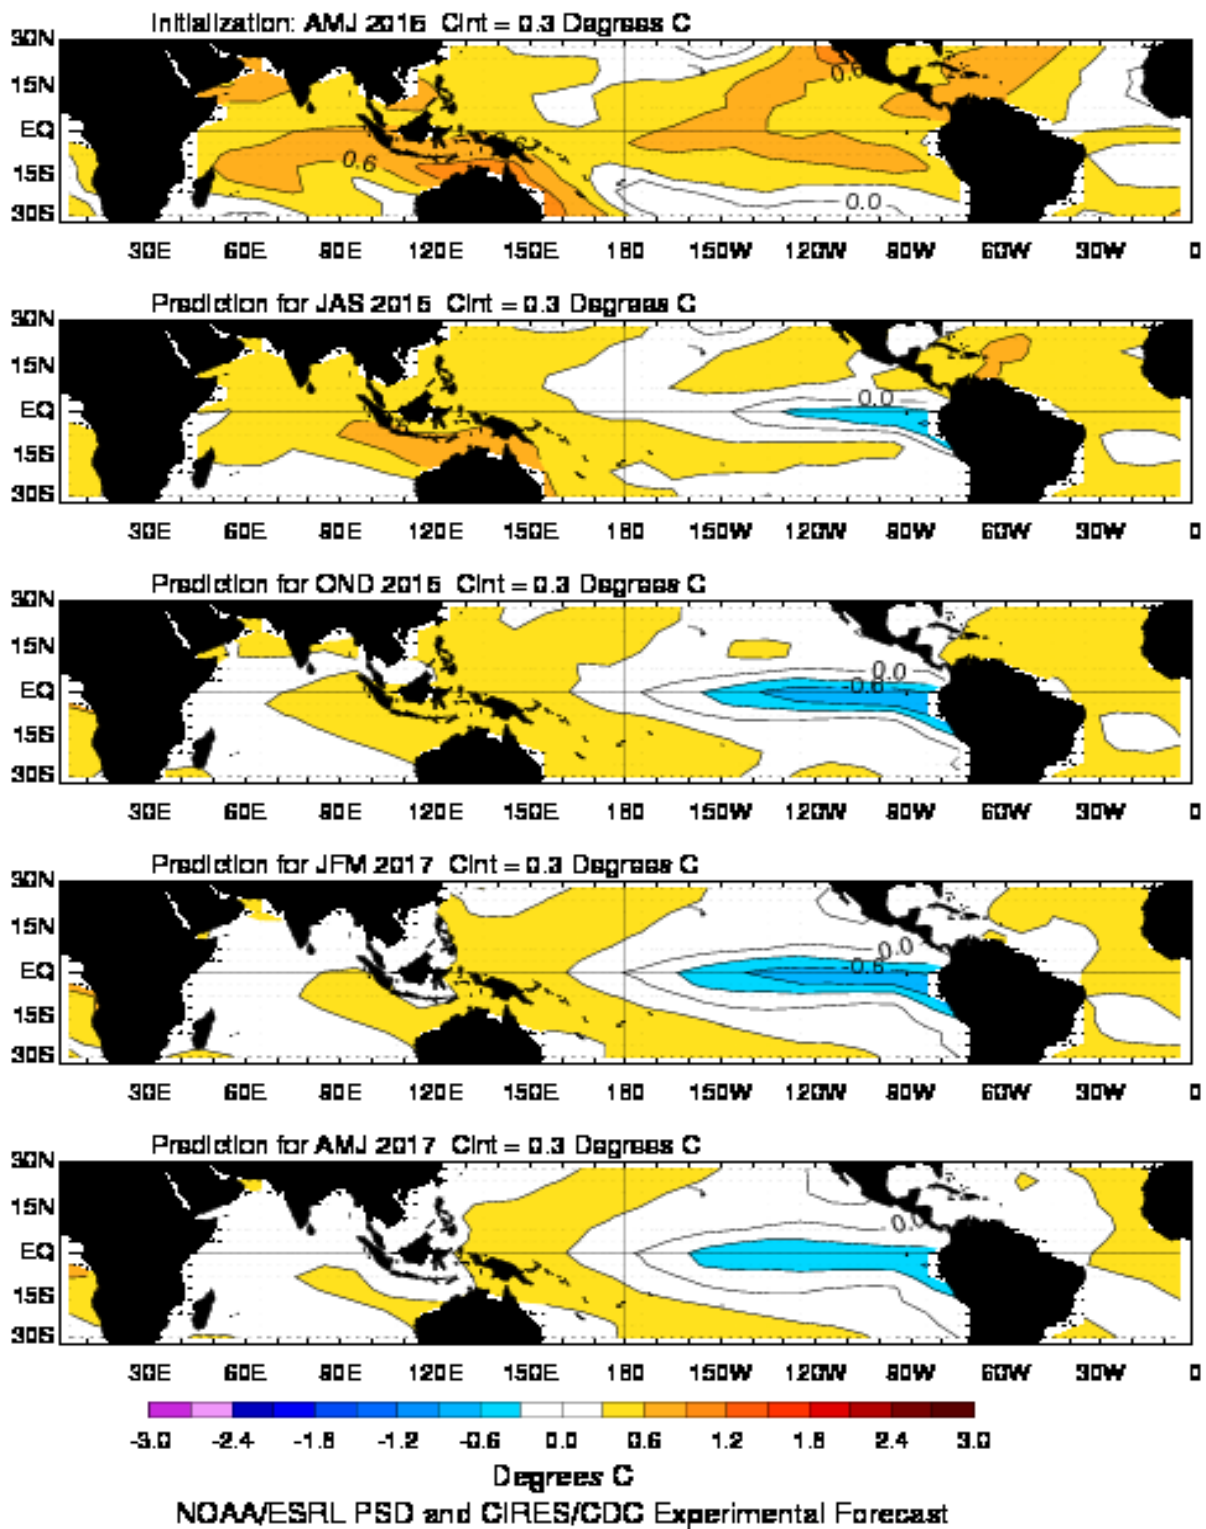 Initialization: AMJ 2016 Cint = 0.3 Degrees C
30N
15N
EQ
15S
30S
0.6
0.6
0.6
0.0
30E 60E 90E 120E 150E 180 150W 120W 90W 60W 30W 0
Prediction for JAS 2016 Cint = 0.3 Degrees C
30N
15N
EQ
15S
30S
0.0
30E 60E 90E 120E 150E 180 150W 120W 90W 60W 30W 0
Prediction for OND 2016 Cint = 0.3 Degrees C
30N
15N
EQ
15S
30S
0.0
-0.6
30E 60E 90E 120E 150E 180 150W 120W 90W 60W 30W 0
Prediction for JFM 2017 Cint = 0.3 Degrees C
30N
15N
EQ
15S
30S
0.0
-0.6
30E 60E 90E 120E 150E 180 150W 120W 90W 60W 30W 0
Prediction for AMJ 2017 Cint = 0.3 Degrees C
30N
15N
EQ
15S
30S
0.0
30E 60E 90E 120E 150E 180 150W 120W 90W 60W 30W 0
-3.0 -2.4 -1.8 -1.2 -0.6 0.0 0.6 1.2 1.8 2.4 3.0
Degrees C
NOAA/ESRL PSD and CIRES/CDC Experimental Forecast